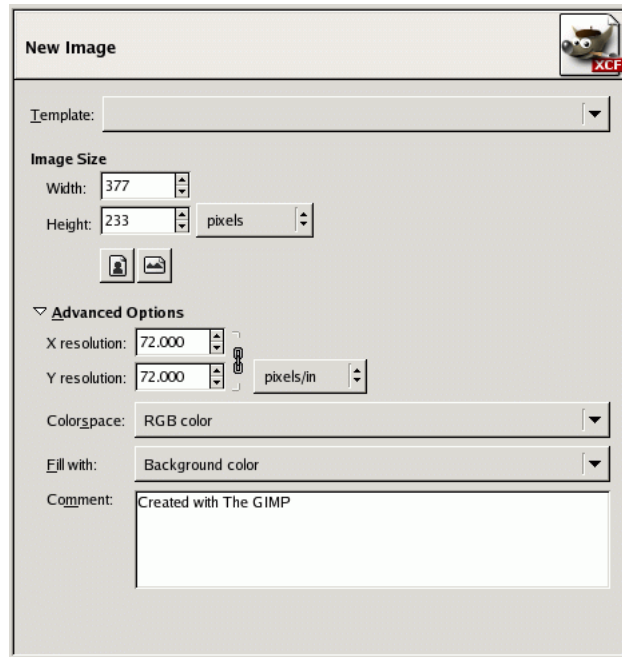 New Image
XCF
Template:
Image Size
Width: 377
Height: 233 pixels
Advanced Options
X resolution: 72.000
Y resolution: 72.000 pixels/in
Colorspace: RGB color
Fill with: Background color
Comment: Created with The GIMP